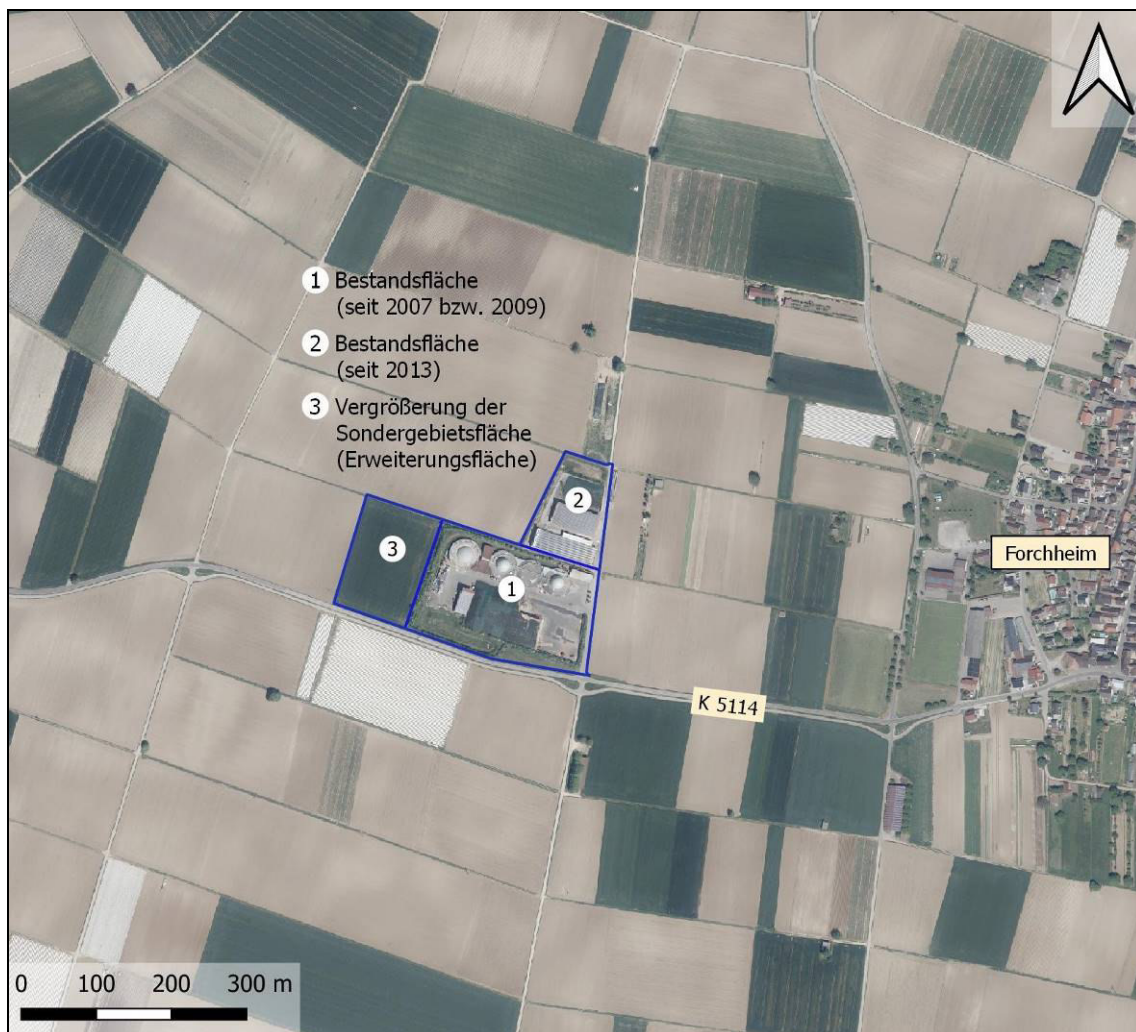 1 Bestandsfläche
(seit 2007 bzw. 2009)
2 Bestandsfläche
(seit 2013)
3 Vergrößerung der
Sondergebietsfläche
(Erweiterungsfläche)
2
3
1
Forchheim
K 5114
0 100 200 300 m